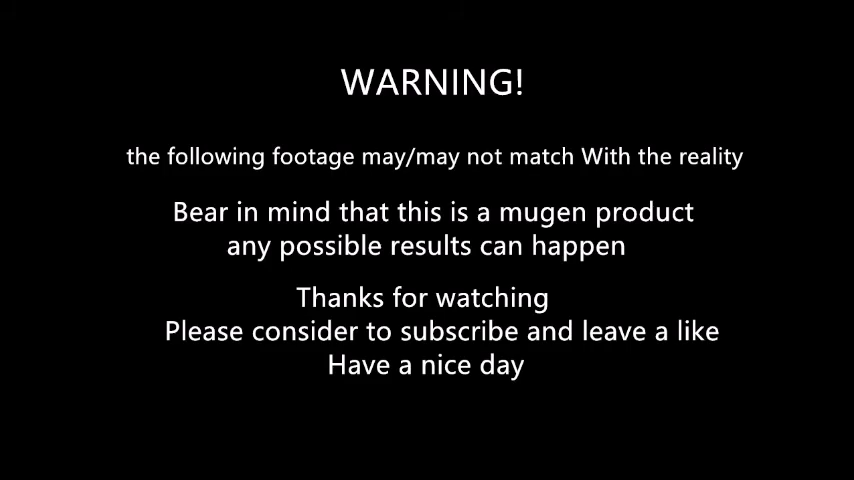 WARNING!
the following footage may/may not match With the reality
Bear in mind that this is a mugen product
any possible results can happen
Thanks for watching
Please consider to subscribe and leave a like
Have a nice day